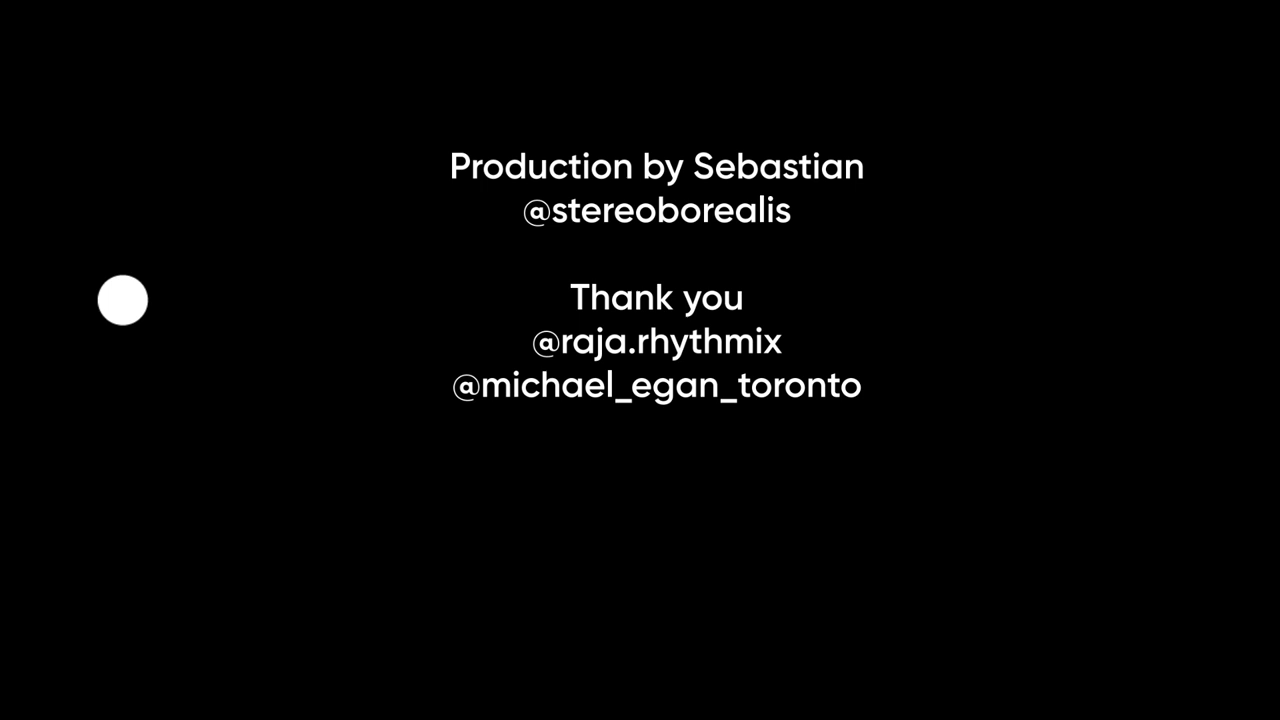 Production by Sebastian
@stereoborealis
Thank you
@raja.rhythmix
@michael_egan_toronto